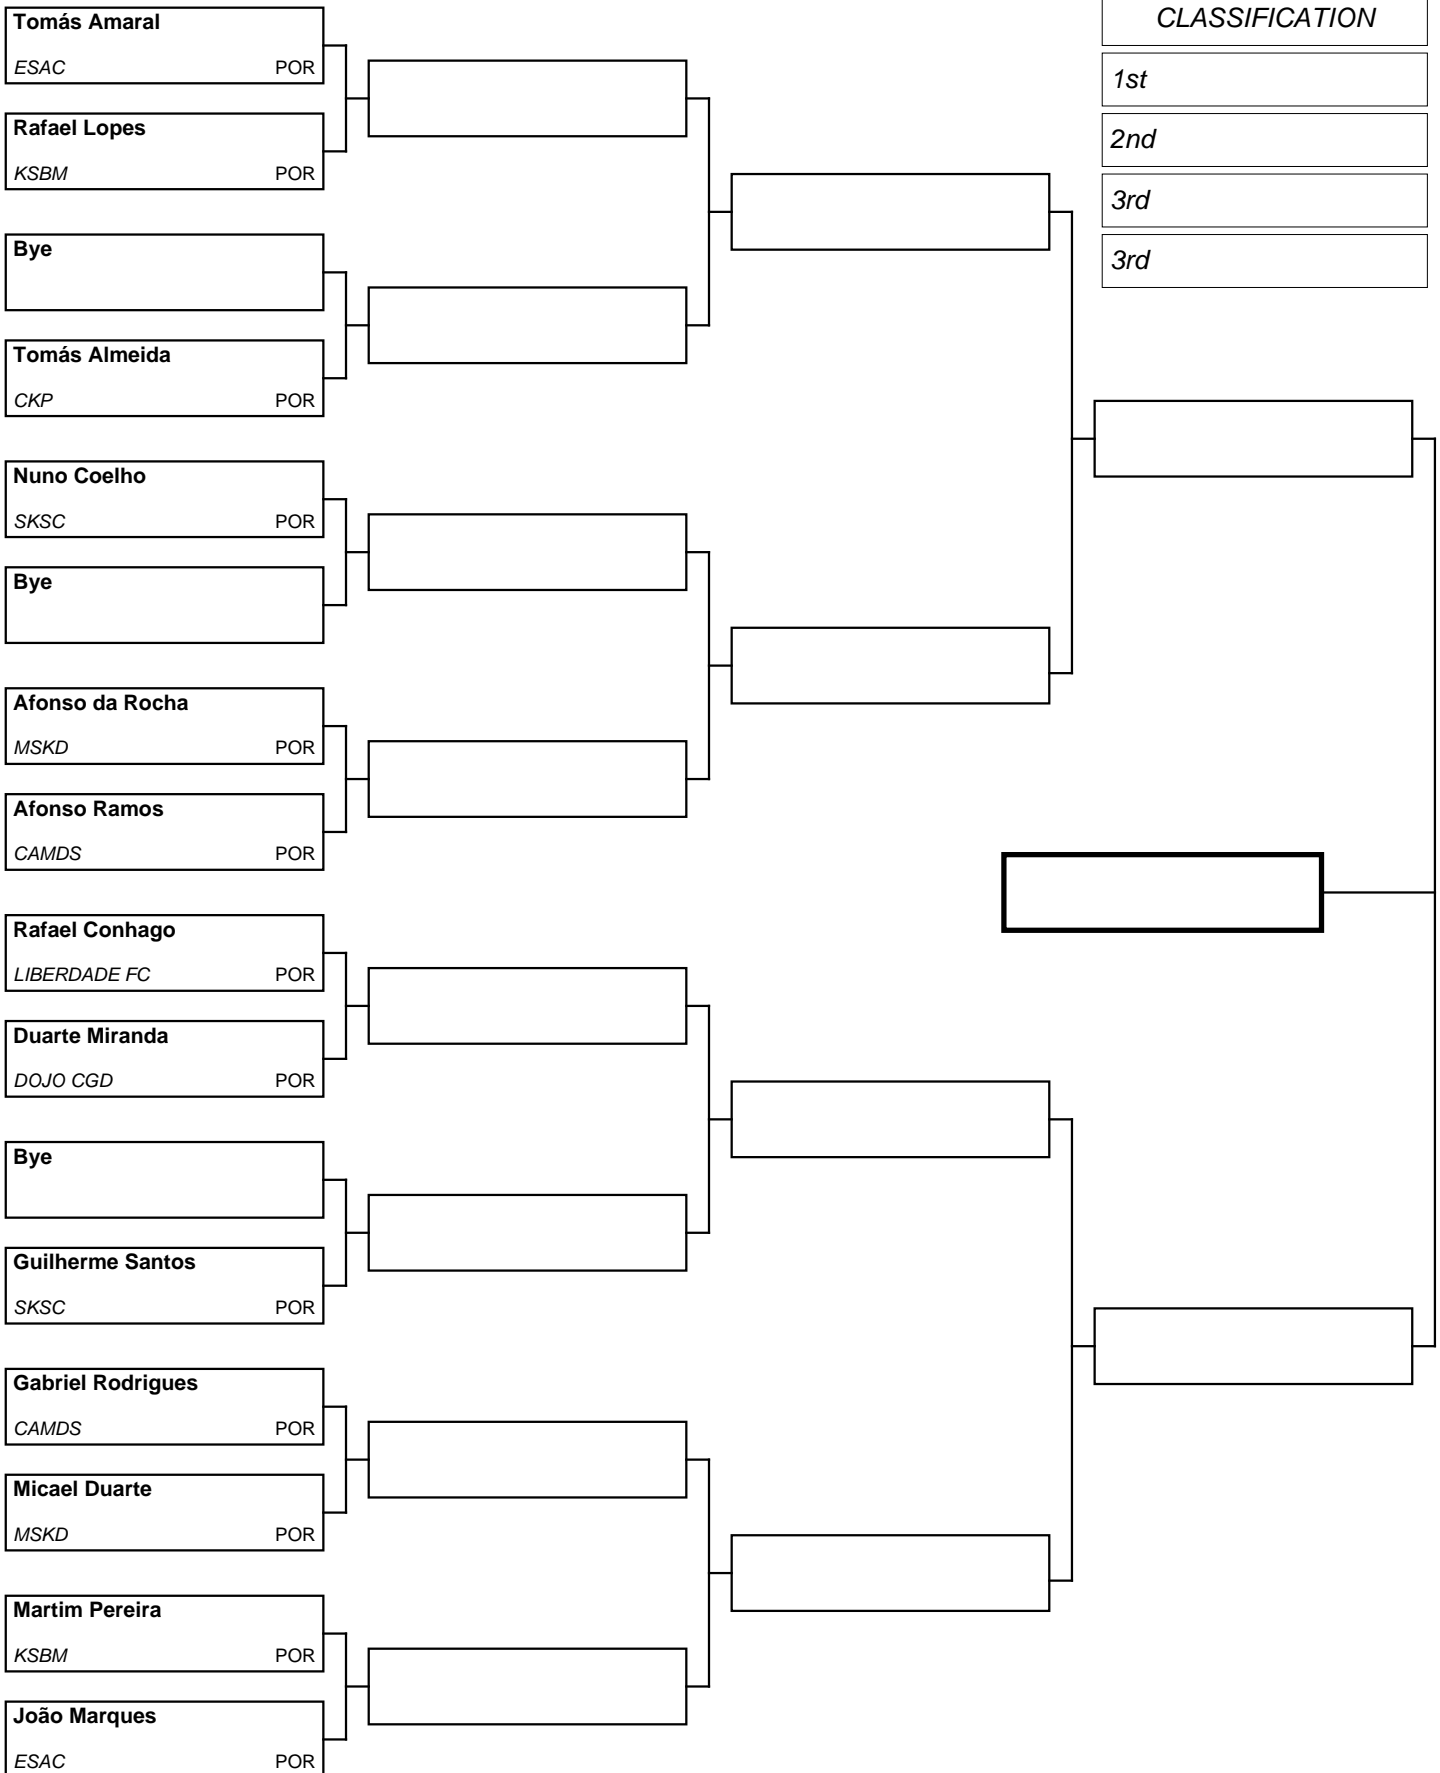 Tomás Amaral
ESAC POR
Rafael Lopes
KSBM POR
Bye
Tomás Almeida
CKP POR
Nuno Coelho
SKSC POR
Bye
Afonso da Rocha
MSKD POR
Afonso Ramos
CAMDS POR
Rafael Conhago
LIBERDADE FC POR
Duarte Miranda
DOJO CGD POR
Bye
Guilherme Santos
SKSC POR
Gabriel Rodrigues
CAMDS POR
Micael Duarte
MSKD POR
Martim Pereira
KSBM POR
João Marques
ESAC POR
CLASSIFICATION
1st
2nd
3rd
3rd